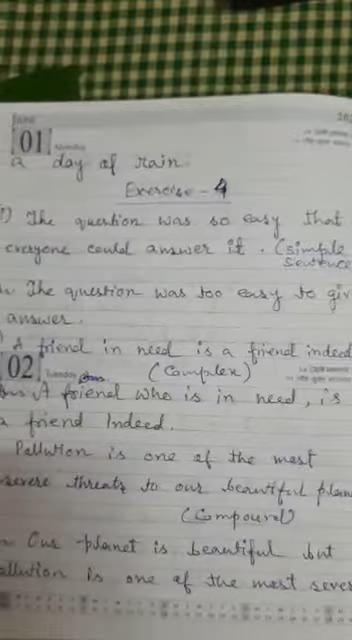 01
a day of rain.
Exercise - 4
The question was so easy that
everyone could answer it. (simple
sentence
The question was too easy to giv
answer.
A friend in need is a friend indeed
02 Tuesday (Complex)
Ans A friend who is in need, is
a friend Indeed.
Pollution is one of the most
severe threats to our beautiful plan
(Compound)
Our planet is beautiful but
ollution is one of the most sever